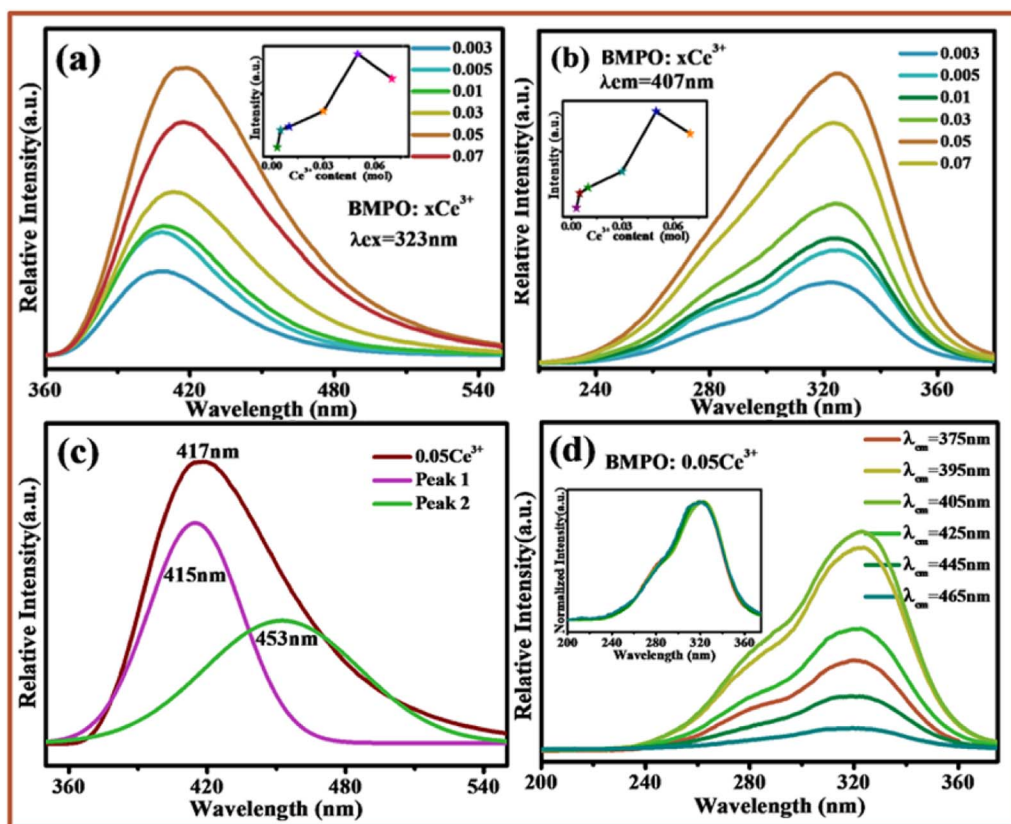 (a)
Intensity (a.u.)
0.00 0.03 0.06
Ce³⁺ content (mol)
0.003
0.005
0.01
0.03
0.05
0.07
BMPO: xCe³⁺
λex=323nm
Relative Intensity(a.u.)
360 420 480 540
Wavelength (nm)
(b)
BMPO: xCe³⁺
λem=407nm
Intensity (a.u.)
0.00 0.03 0.06
Ce³⁺ content (mol)
0.003
0.005
0.01
0.03
0.05
0.07
Relative Intensity(a.u.)
240 280 320 360
Wavelength (nm)
(c)
417nm
415nm
453nm
0.05Ce³⁺
Peak 1
Peak 2
Relative Intensity(a.u.)
360 420 480 540
Wavelength (nm)
(d)
BMPO: 0.05Ce³⁺
Normalized Intensity(a.u.)
200 240 280 320 360
Wavelength (nm)
λem=375nm
λem=395nm
λem=405nm
λem=425nm
λem=445nm
λem=465nm
Relative Intensity(a.u.)
200 240 280 320 360
Wavelength (nm)